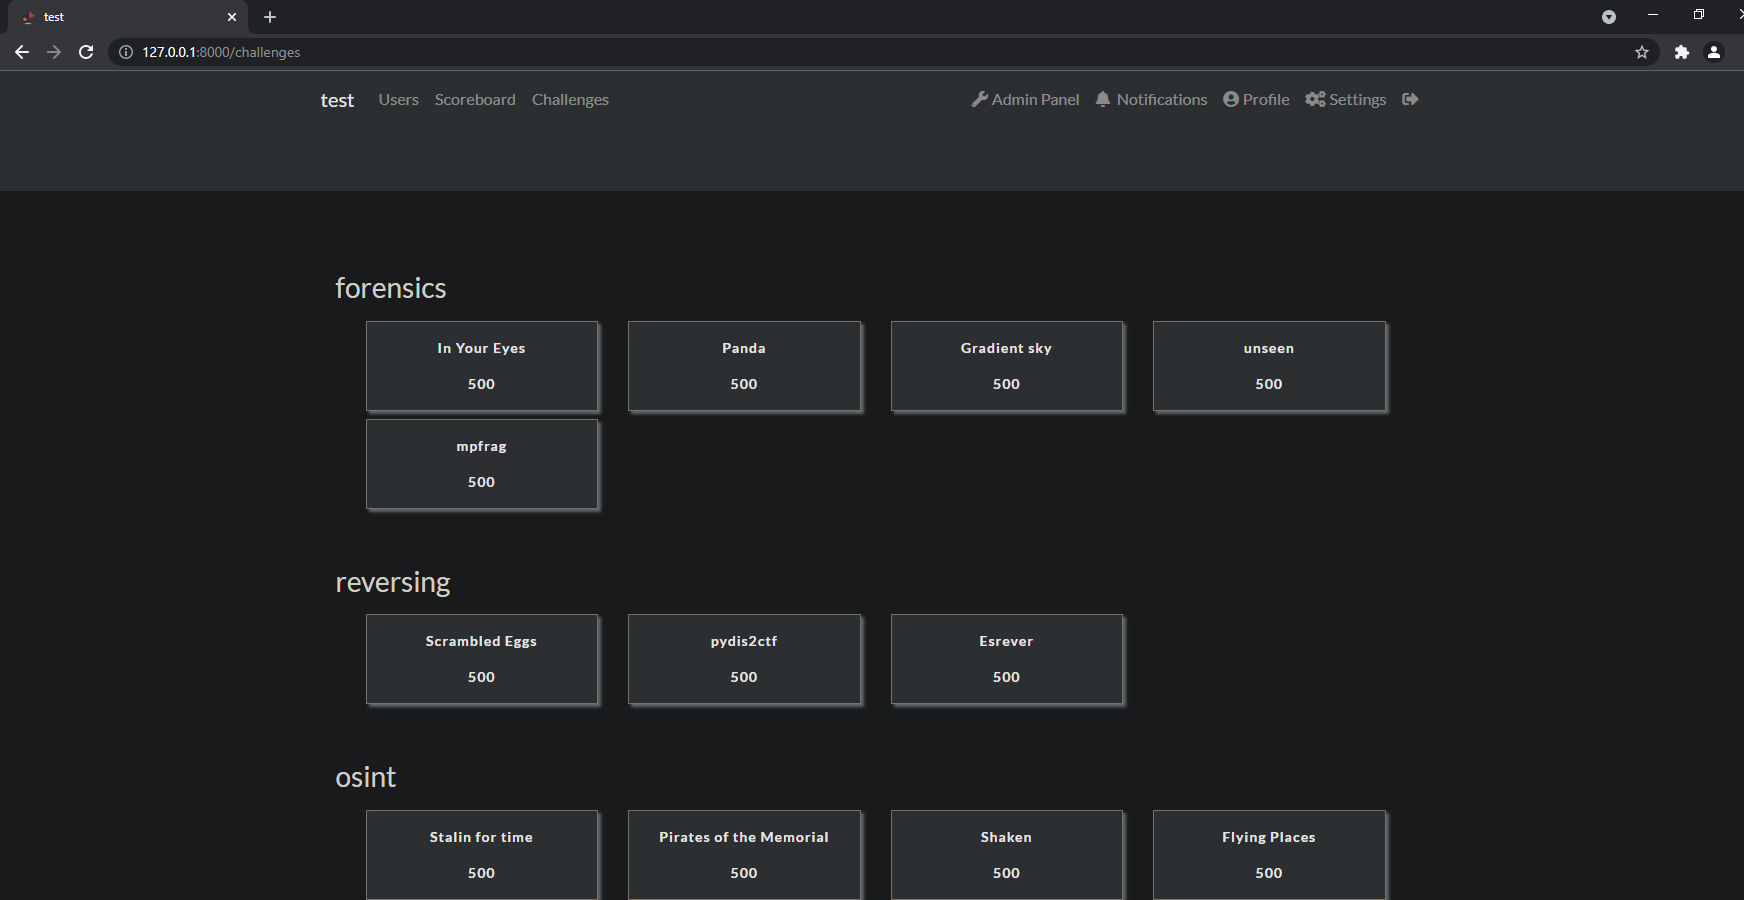 test
127.0.0.1:8000/challenges
test Users Scoreboard Challenges Admin Panel Notifications Profile Settings
forensics
In Your Eyes Panda Gradient sky unseen
500 500 500 500
mpfrag
500
reversing
Scrambled Eggs pydis2ctf Esrever
500 500 500
osint
Stalin for time Pirates of the Memorial Shaken Flying Places
500 500 500 500